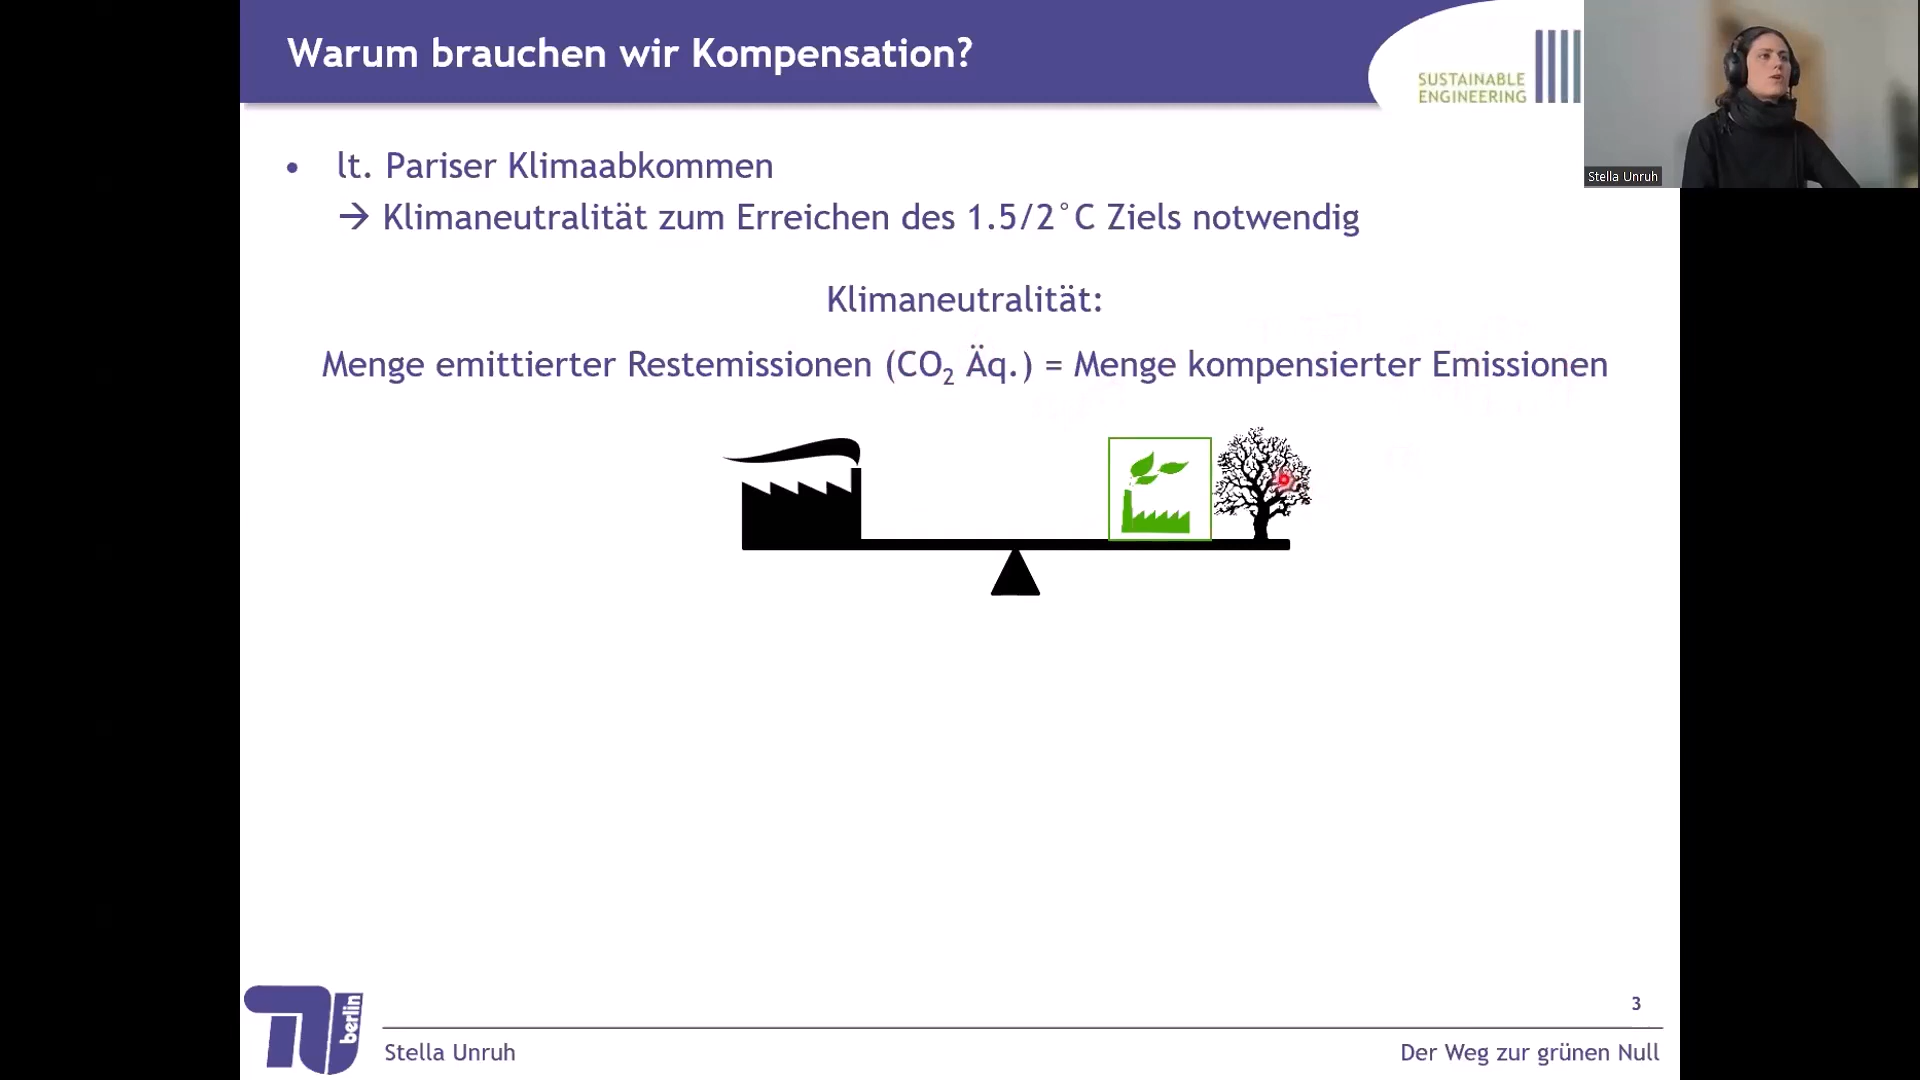 Warum brauchen wir Kompensation?
SUSTAINABLE
ENGINEERING
Stella Unruh
• lt. Pariser Klimaabkommen
→ Klimaneutralität zum Erreichen des 1.5/2°C Ziels notwendig
Klimaneutralität:
Menge emittierter Restemissionen (CO₂ Äq.) = Menge kompensierter Emissionen
berlin
3
Stella Unruh
Der Weg zur grünen Null